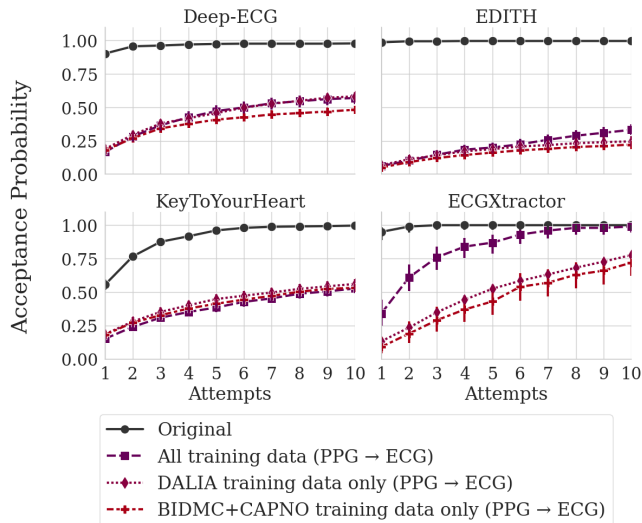 Deep-ECG EDITH
1.00
0.75
0.50
0.25
0.00
KeyToYourHeart ECGXtractor
1.00
0.75
0.50
0.25
0.00
1 2 3 4 5 6 7 8 9 10 1 2 3 4 5 6 7 8 9 10
Attempts Attempts
Acceptance Probability
Original
All training data (PPG → ECG)
DALIA training data only (PPG → ECG)
BIDMC+CAPNO training data only (PPG → ECG)